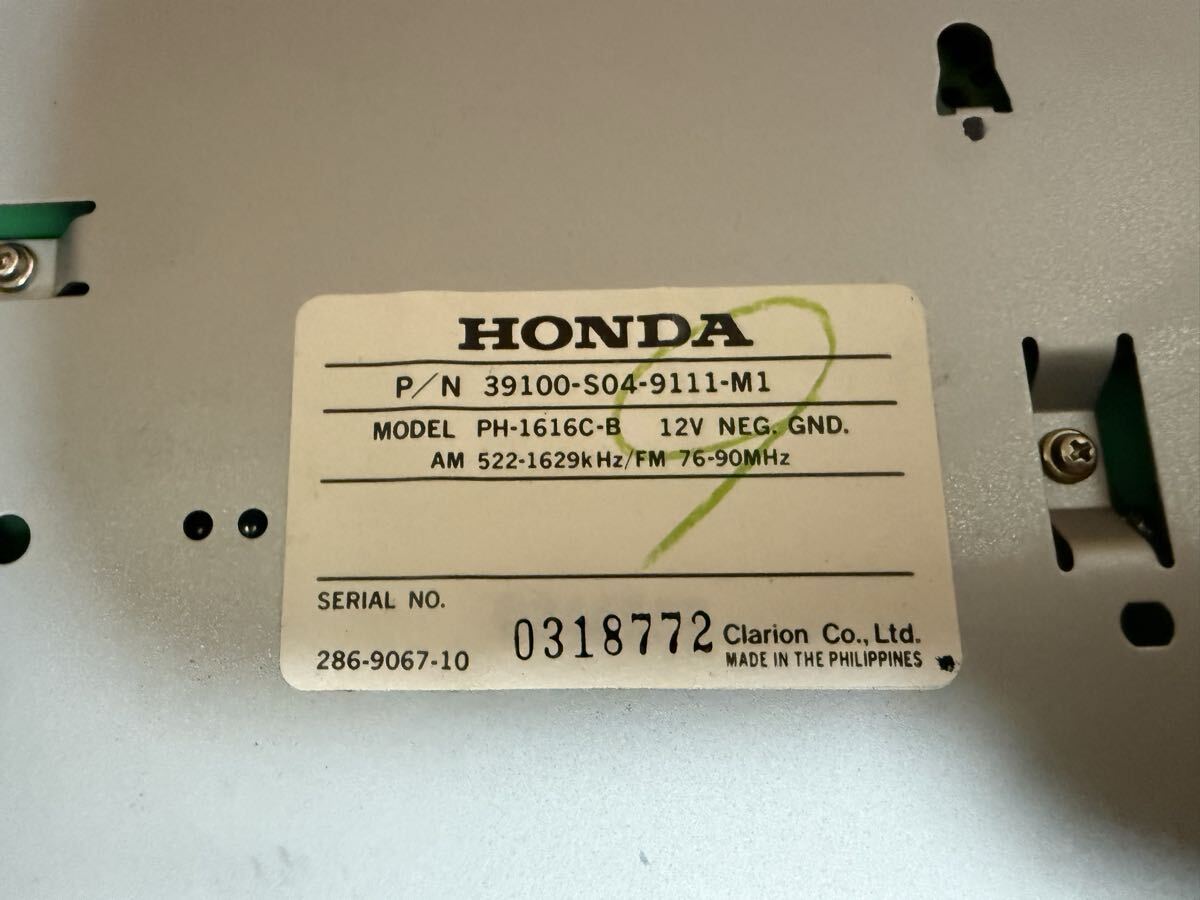 HONDA
P/N 39100-S04-9111-M1
MODEL PH-1616C-B 12V NEG. GND.
AM 522-1629kHz/FM 76-90MHz
SERIAL NO.
286-9067-10 0318772 Clarion Co., Ltd.
MADE IN THE PHILIPPINES